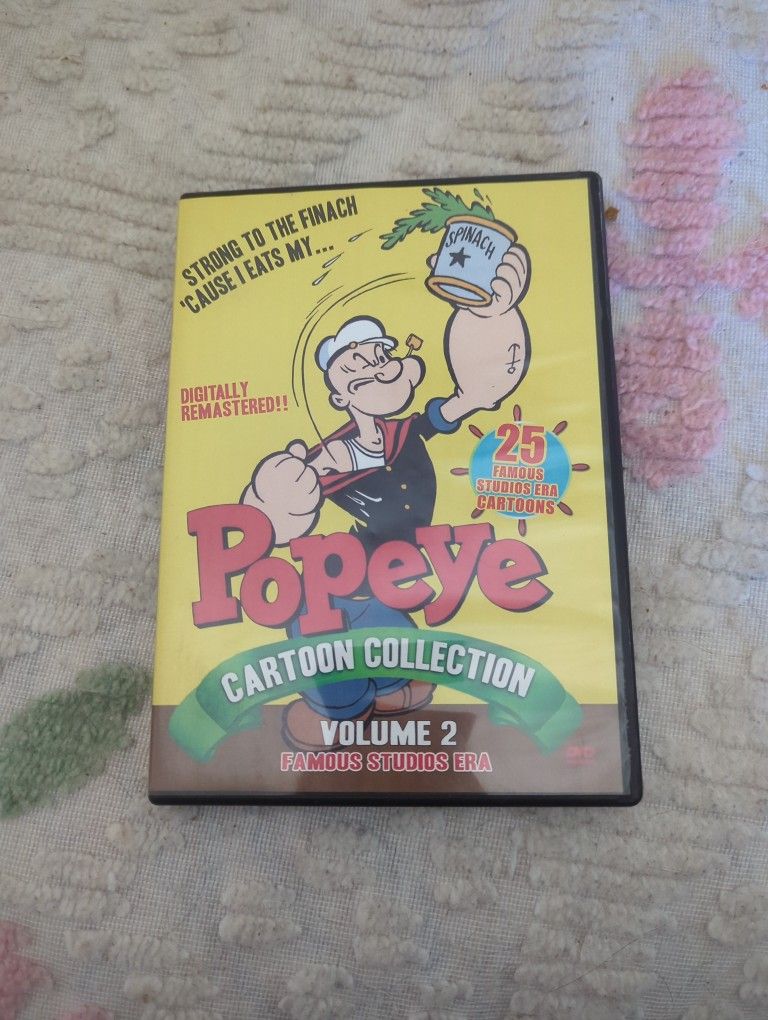 STRONG TO THE FINACH
'CAUSE I EATS MY...
SPINACH
DIGITALLY
REMASTERED!!
25
FAMOUS
STUDIOS ERA
CARTOONS
Popeye
CARTOON COLLECTION
VOLUME 2
FAMOUS STUDIOS ERA
DVD